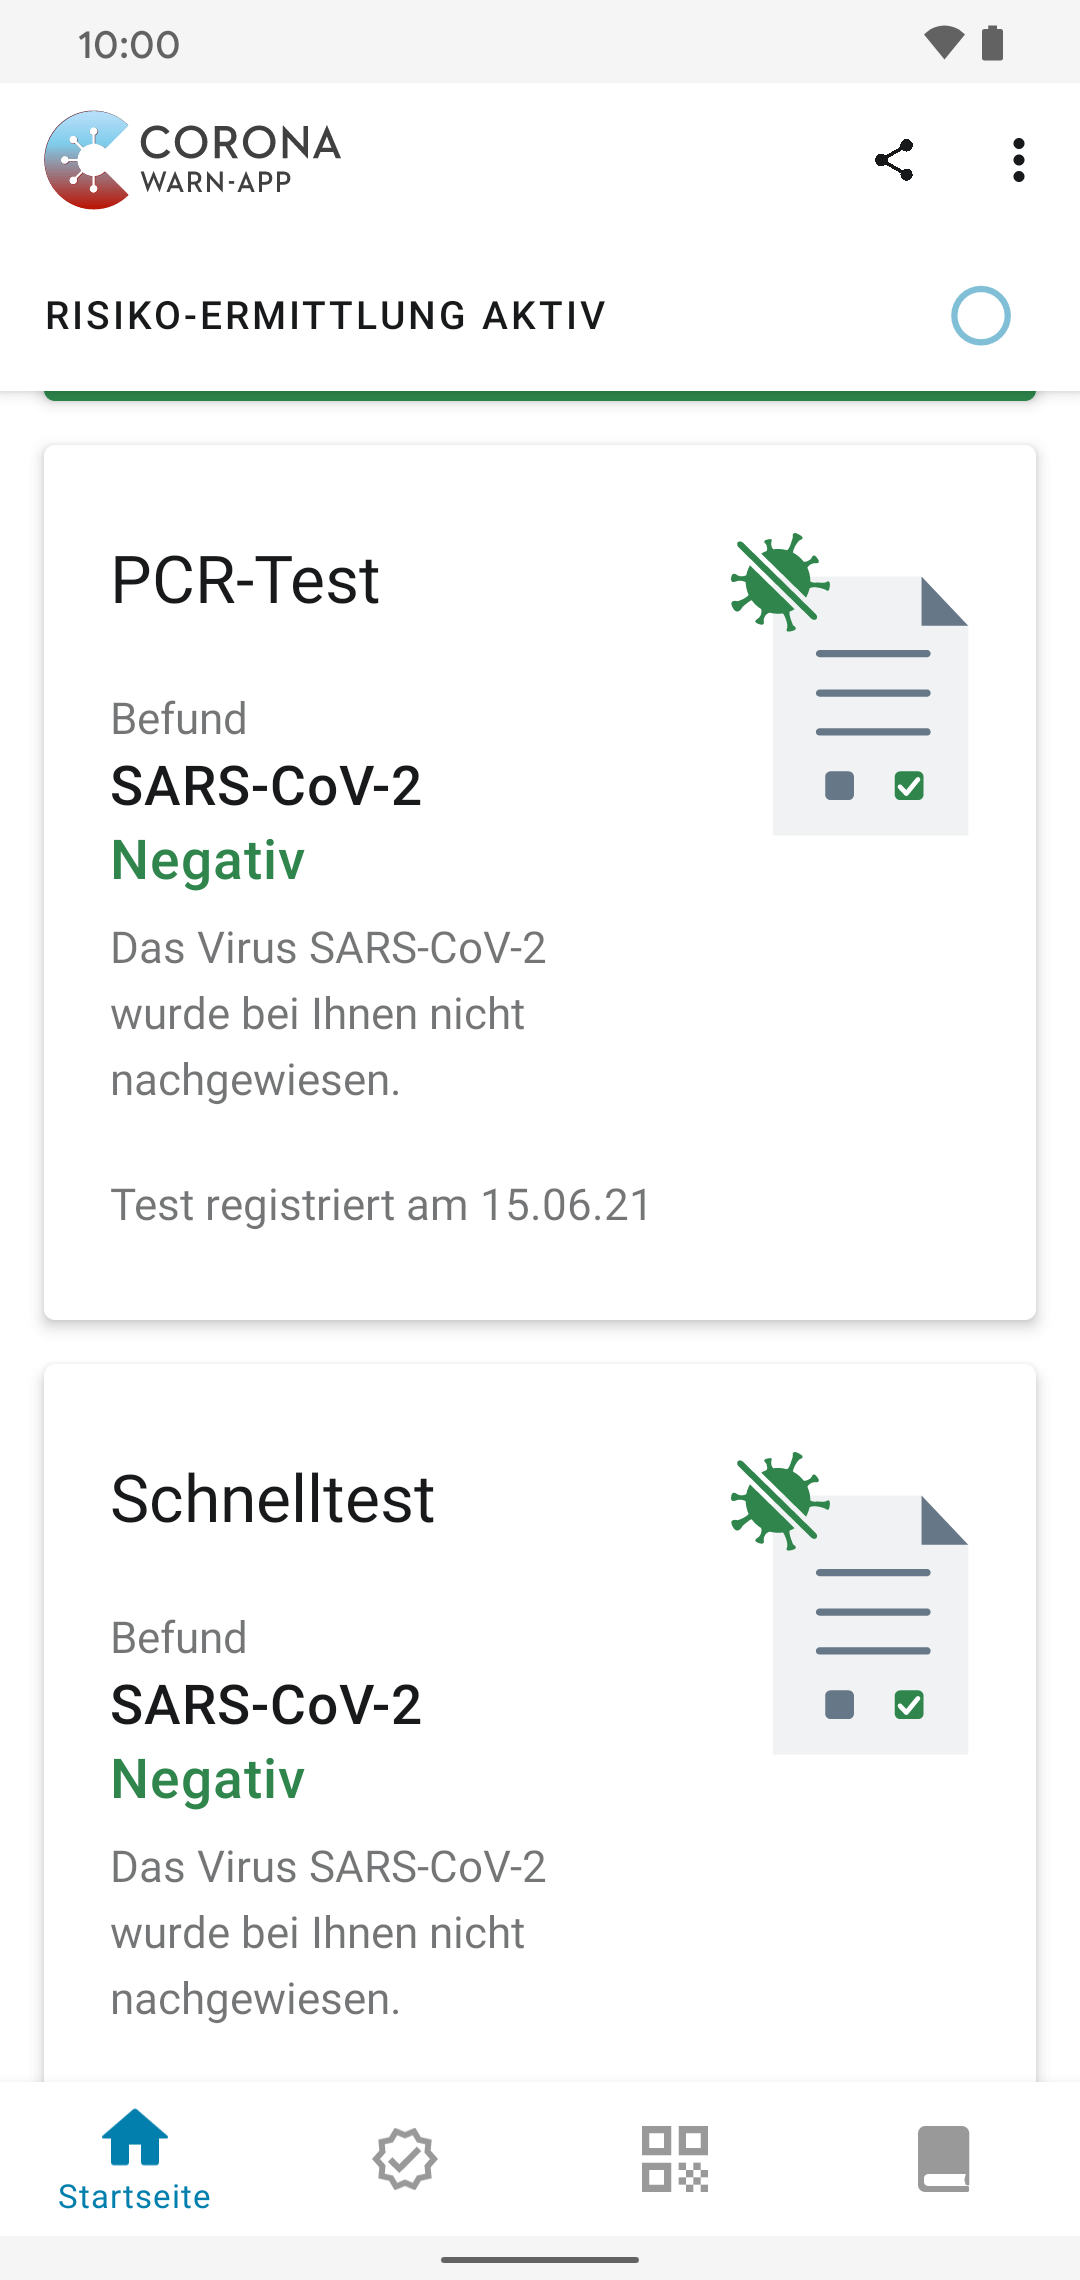 10:00
CORONA
WARN-APP
RISIKO-ERMITTLUNG AKTIV
PCR-Test
Befund
SARS-CoV-2
Negativ
Das Virus SARS-CoV-2
wurde bei Ihnen nicht
nachgewiesen.
Test registriert am 15.06.21
Schnelltest
Befund
SARS-CoV-2
Negativ
Das Virus SARS-CoV-2
wurde bei Ihnen nicht
nachgewiesen.
Startseite